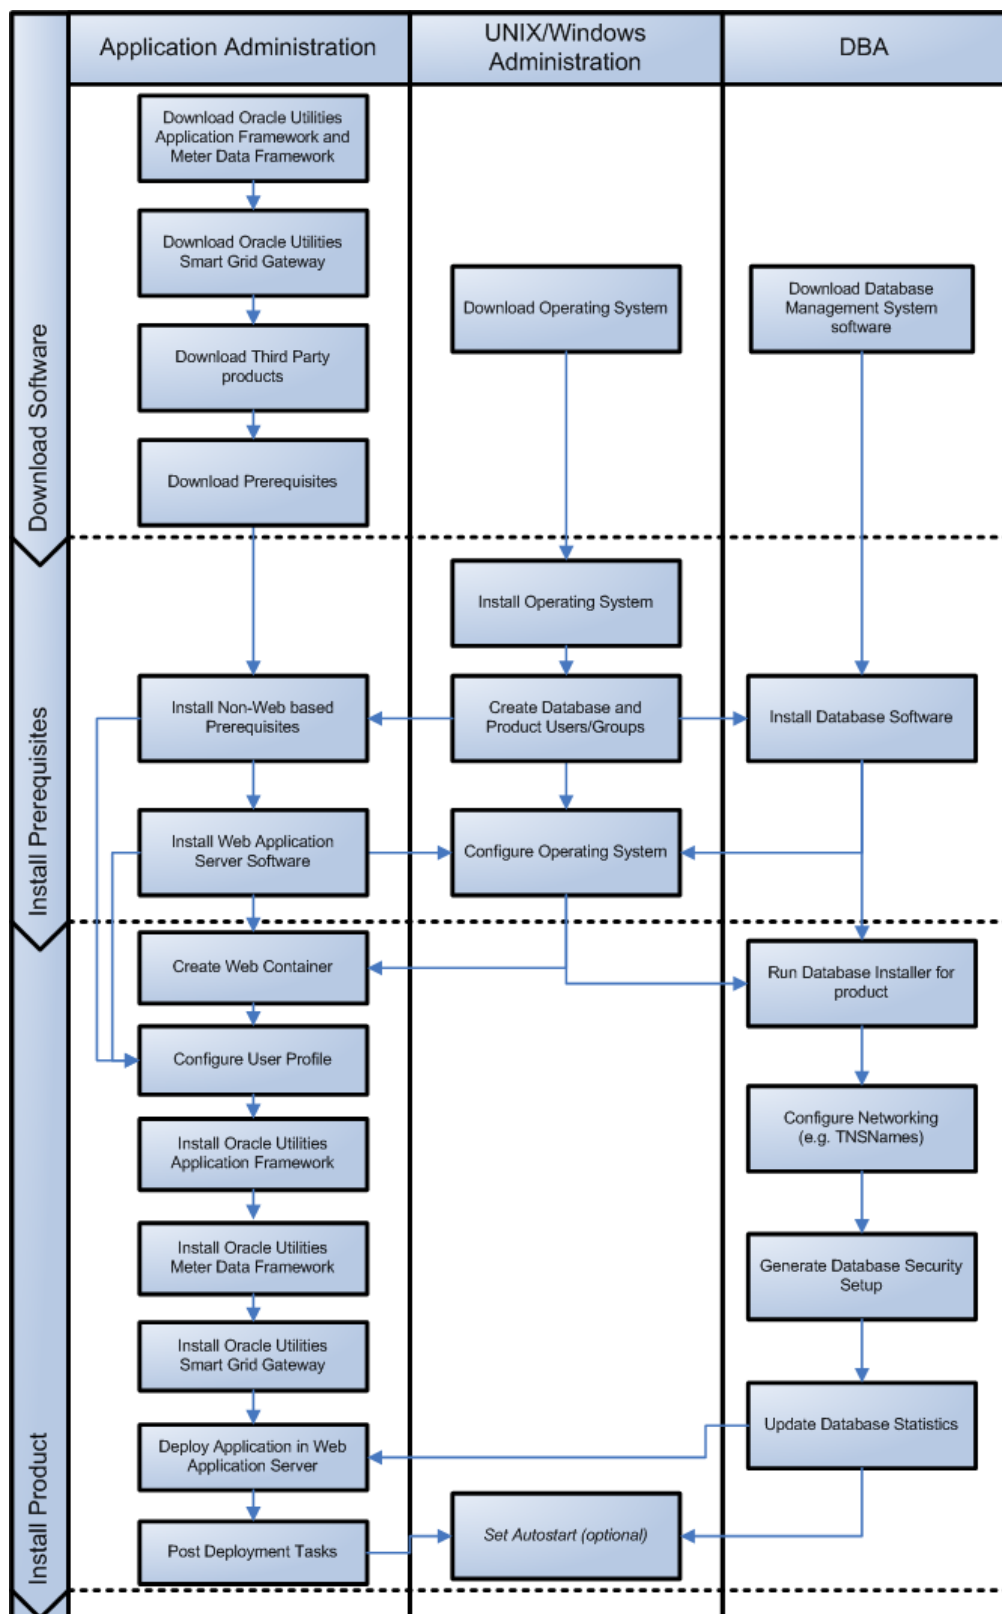 Application Administration
UNIX/Windows
Administration
DBA
Download Software
Download Oracle Utilities
Application Framework and
Meter Data Framework
Download Oracle Utilities
Smart Grid Gateway
Download Third Party
products
Download Prerequisites
Download Operating System
Download Database
Management System
software
Install Prerequisites
Install Operating System
Install Non-Web based
Prerequisites
Create Database and
Product Users/Groups
Install Database Software
Install Web Application
Server Software
Configure Operating System
Install Product
Create Web Container
Run Database Installer for
product
Configure User Profile
Configure Networking
(e.g. TNSNames)
Install Oracle Utilities
Application Framework
Install Oracle Utilities
Meter Data Framework
Generate Database Security
Setup
Install Oracle Utilities
Smart Grid Gateway
Update Database Statistics
Deploy Application in Web
Application Server
Post Deployment Tasks
Set Autostart (optional)